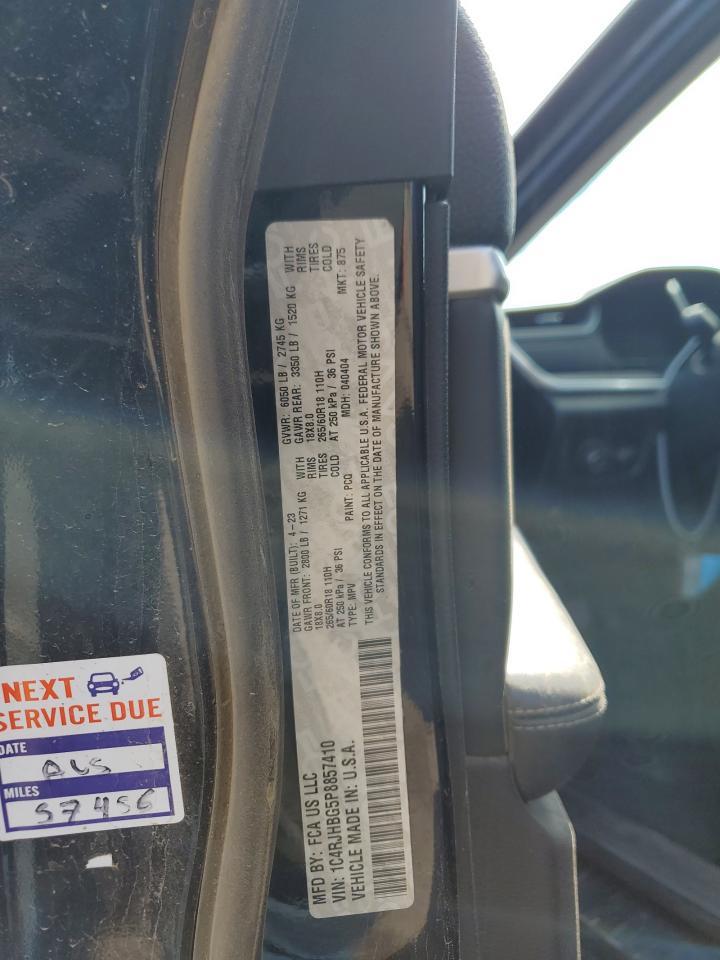 MFD BY: FCA US LLC
VIN: 1C4RJHBG5P8857410
VEHICLE MADE IN: U.S.A.
DATE OF MFR (BUILT): 4-23
GAWR FRONT: 2800 LB / 1271 KG WITH
18X8.0 RIMS
265/60R18 110H TIRES
AT 250 kPa / 36 PSI COLD
TYPE: MPV PAINT: PCQ
GVWR: 6050 LB / 2745 KG
GAWR REAR: 3350 LB / 1520 KG WITH
18X8.0 RIMS
265/60R18 110H TIRES
AT 250 kPa / 36 PSI COLD
MDH: 040404 MKT: 875
THIS VEHICLE CONFORMS TO ALL APPLICABLE U.S.A. FEDERAL MOTOR VEHICLE SAFETY
STANDARDS IN EFFECT ON THE DATE OF MANUFACTURE SHOWN ABOVE.
NEXT
SERVICE DUE
DATE
MILES
57456